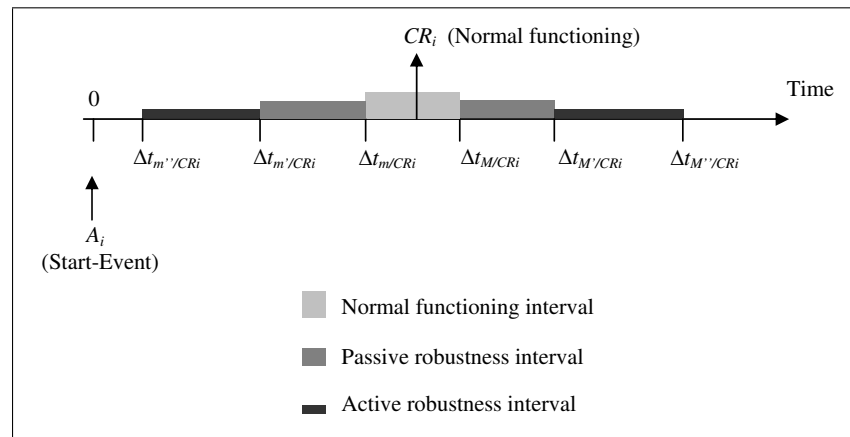 CRi (Normal functioning)
0
Time
Δtm''/CRi Δtm'/CRi Δtm/CRi ΔtM/CRi ΔtM'/CRi ΔtM''/CRi
Ai
(Start-Event)
Normal functioning interval
Passive robustness interval
Active robustness interval